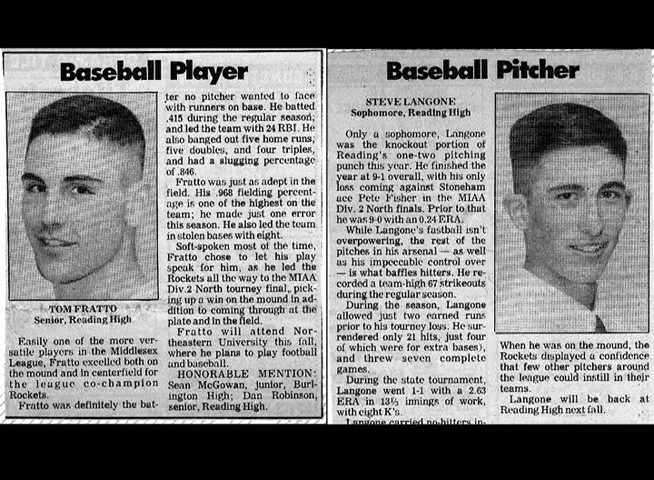 Baseball Player
TOM FRATTO
Senior, Reading High
Easily one of the more ver-
satile players in the Middlesex
League, Fratto excelled both on
the mound and in centerfield for
the league co-champion
Rockets.
Fratto was definitely the bat-
ter no pitcher wanted to face
with runners on base. He batted
.415 during the regular season,
and led the team with 24 RBI. He
also banged out five home runs,
five doubles, and four triples,
and had a slugging percentage
of .846.
Fratto was just as adept in the
field. His .968 fielding percent-
age is one of the highest on the
team; he made just one error
this season. He also led the team
in stolen bases with eight.
Soft-spoken most of the time,
Fratto chose to let his play
speak for him, as he led the
Rockets all the way to the MIAA
Div.2 North tourney final, pick-
ing up a win on the mound in ad-
dition to coming through at the
plate and in the field.
Fratto will attend Nor-
theastern University this fall,
where he plans to play football
and baseball.
HONORABLE MENTION:
Sean McGowan, junior, Burl-
ington High; Dan Robinson,
senior, Reading High.
Baseball Pitcher
STEVE LANGONE
Sophomore, Reading High
Only a sophomore, Langone
was the knockout portion of
Reading's one-two pitching
punch this year. He finished the
year at 9-1 overall, with his only
loss coming against Stoneham
ace Pete Fisher in the MIAA
Div. 2 North finals. Prior to that
he was 9-0 with an 0.24 ERA.
While Langone's fastball isn't
overpowering, the rest of the
pitches in his arsenal — as well
as his impeccable control over
— is what baffles hitters. He re-
corded a team-high 67 strikeouts
during the regular season.
During the season, Langone
allowed just two earned runs
prior to his tourney loss. He sur-
rendered only 21 hits, just four
of which were for extra bases),
and threw seven complete
games.
During the state tournament,
Langone went 1-1 with a 2.63
ERA in 13⅓ innings of work,
with eight K's.
Langone carried no-hitters in-
When he was on the mound, the
Rockets displayed a confidence
that few other pitchers around
the league could instill in their
teams.
Langone will be back at
Reading High next fall.